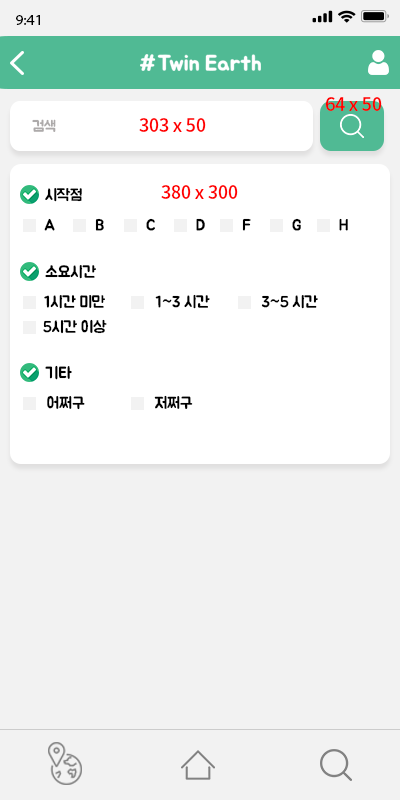 9:41
#Twin Earth
64 x 50
검색
303 x 50
시작점
380 x 300
A B C D F G H
소요시간
1시간 미만 1~3 시간 3~5 시간
5시간 이상
기타
어쩌구 저쩌구